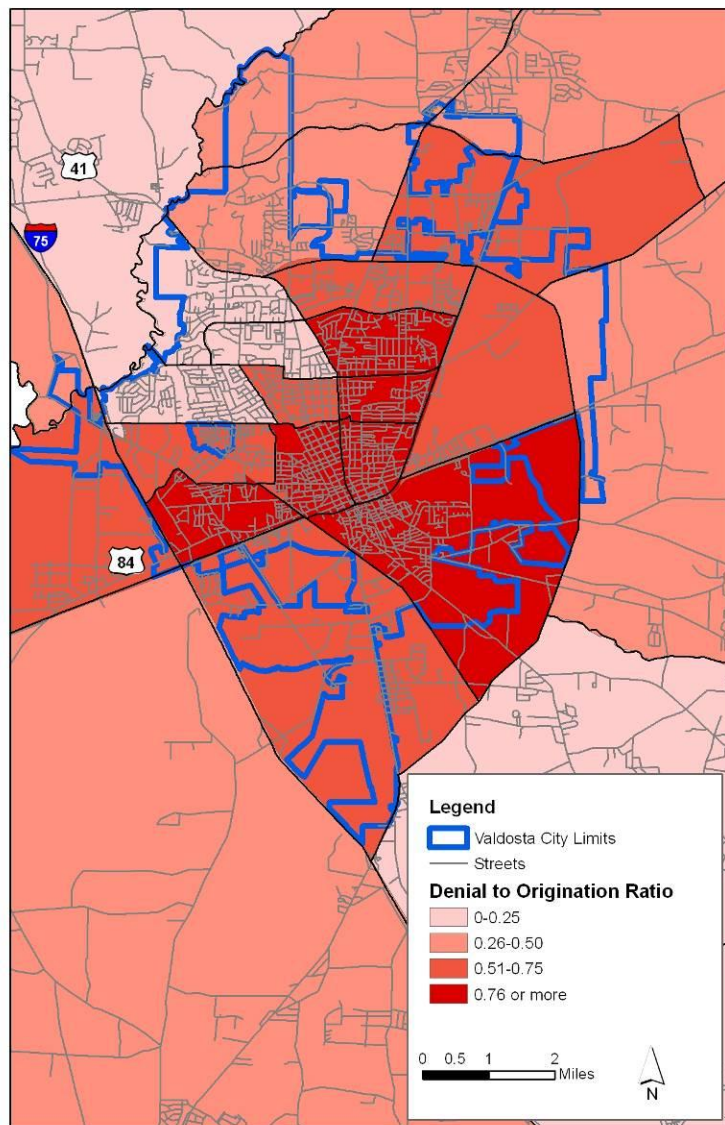 41
75
84
Legend
Valdosta City Limits
Streets
Denial to Origination Ratio
0-0.25
0.26-0.50
0.51-0.75
0.76 or more
0 0.5 1 2
Miles
N